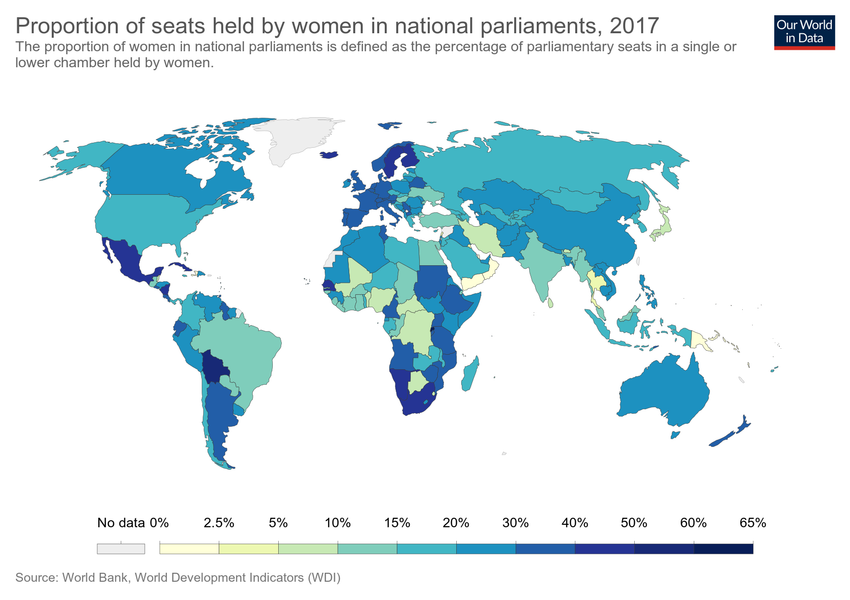 Proportion of seats held by women in national parliaments, 2017
The proportion of women in national parliaments is defined as the percentage of parliamentary seats in a single or
lower chamber held by women.
Our World
in Data
No data 0% 2.5% 5% 10% 15% 20% 30% 40% 50% 60% 65%
Source: World Bank, World Development Indicators (WDI)